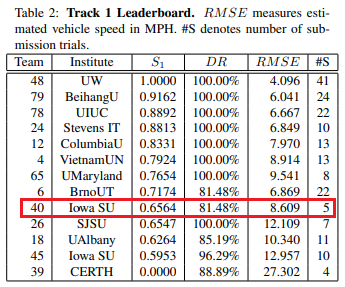 Table 2: Track 1 Leaderboard. RMSE measures esti-
mated vehicle speed in MPH. #S denotes number of sub-
mission trials.
Team Institute S1 DR RMSE #S
48 UW 1.0000 100.00% 4.096 41
79 BeihangU 0.9162 100.00% 6.041 24
78 UIUC 0.8892 100.00% 6.667 22
24 Stevens IT 0.8813 100.00% 6.849 10
12 ColumbiaU 0.8331 100.00% 7.970 13
4 VietnamUN 0.7924 100.00% 8.914 13
65 UMaryland 0.7654 100.00% 9.541 8
6 BrnoUT 0.7174 81.48% 6.869 22
40 Iowa SU 0.6564 81.48% 8.609 5
26 SJSU 0.6547 100.00% 12.109 7
18 UAlbany 0.6264 85.19% 10.340 11
45 Iowa SU 0.5953 96.29% 12.957 10
39 CERTH 0.0000 88.89% 27.302 4